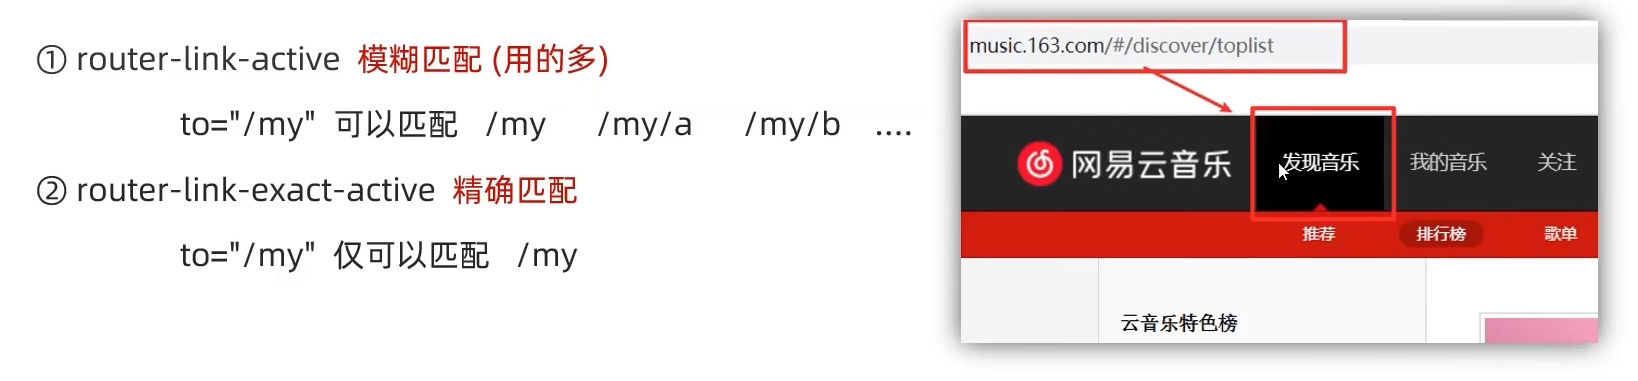 ① router-link-active 模糊匹配 (用的多)
to="/my" 可以匹配 /my /my/a /my/b ....
② router-link-exact-active 精确匹配
to="/my" 仅可以匹配 /my
music.163.com/#/discover/toplist
网易云音乐 发现音乐 我的音乐 关注
推荐 排行榜 歌单
云音乐特色榜